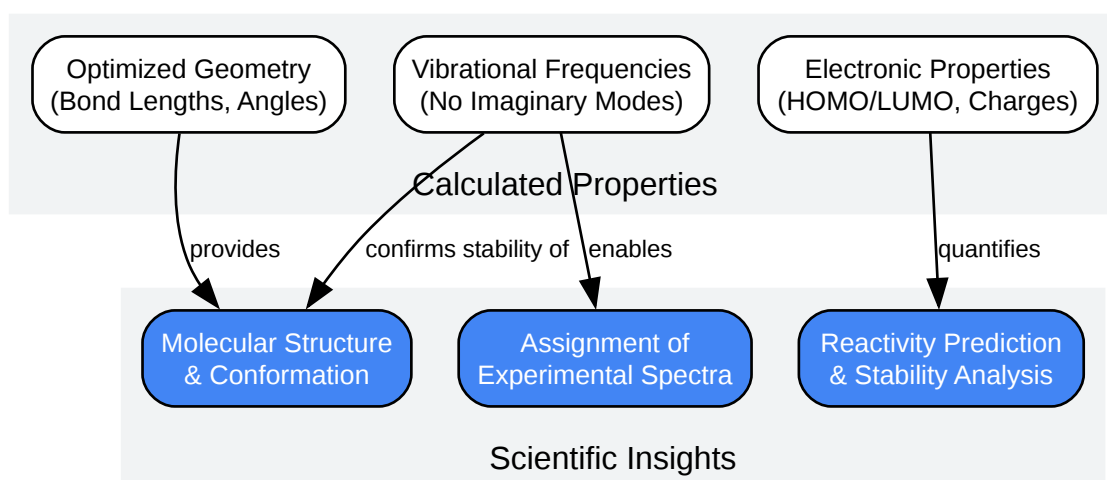 Optimized Geometry
(Bond Lengths, Angles)
Vibrational Frequencies
(No Imaginary Modes)
Electronic Properties
(HOMO/LUMO, Charges)
Calculated Properties
provides
confirms stability of
enables
quantifies
Molecular Structure
& Conformation
Assignment of
Experimental Spectra
Reactivity Prediction
& Stability Analysis
Scientific Insights